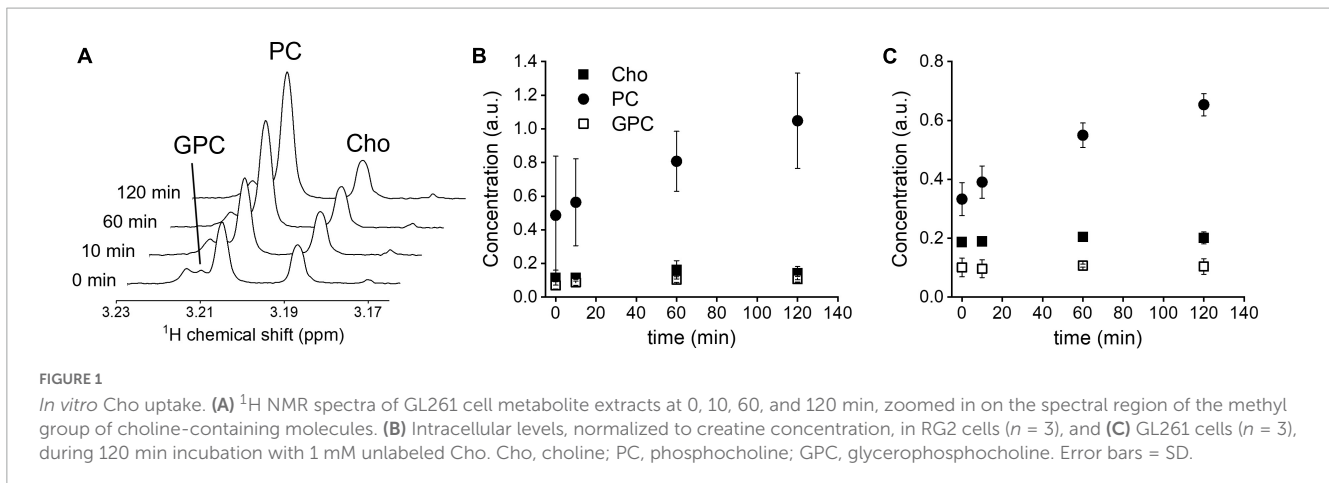 A
PC
GPC
Cho
120 min
60 min
10 min
0 min
3.23
3.21
3.19
3.17
¹H chemical shift (ppm)
B
1.4
1.2
1.0
0.8
0.6
0.4
0.2
0.0
Concentration (a.u.)
Cho
PC
GPC
0 20 40 60 80 100 120 140
time (min)
C
0.8
0.6
0.4
0.2
0.0
Concentration (a.u.)
0 20 40 60 80 100 120 140
time (min)
FIGURE 1
In vitro Cho uptake. (A) ¹H NMR spectra of GL261 cell metabolite extracts at 0, 10, 60, and 120 min, zoomed in on the spectral region of the methyl
group of choline-containing molecules. (B) Intracellular levels, normalized to creatine concentration, in RG2 cells (n = 3), and (C) GL261 cells (n = 3),
during 120 min incubation with 1 mM unlabeled Cho. Cho, choline; PC, phosphocholine; GPC, glycerophosphocholine. Error bars = SD.